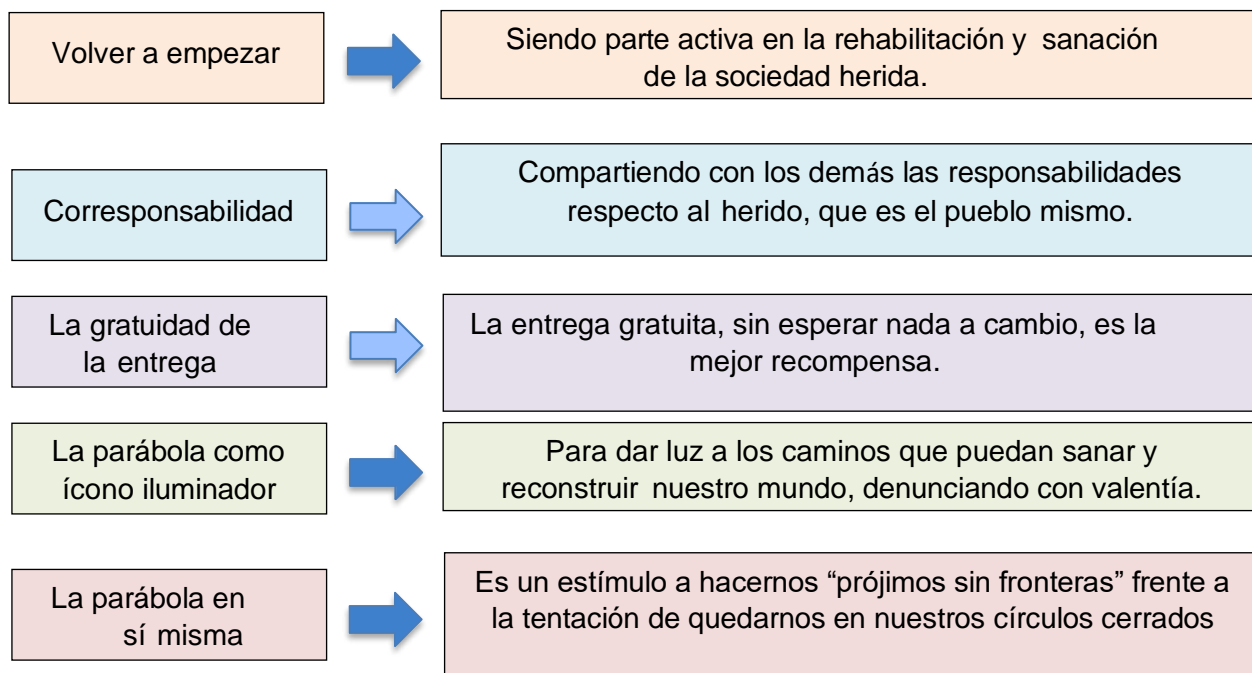 Volver a empezar
Siendo parte activa en la rehabilitación y sanación
de la sociedad herida.
Corresponsabilidad
Compartiendo con los demás las responsabilidades
respecto al herido, que es el pueblo mismo.
La gratuidad de
la entrega
La entrega gratuita, sin esperar nada a cambio, es la
mejor recompensa.
La parábola como
ícono iluminador
Para dar luz a los caminos que puedan sanar y
reconstruir nuestro mundo, denunciando con valentía.
La parábola en
sí misma
Es un estímulo a hacernos “prójimos sin fronteras” frente a
la tentación de quedarnos en nuestros círculos cerrados